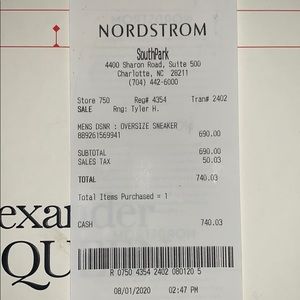 NORDSTROM
SouthPark
4400 Sharon Road, Suite 500
Charlotte, NC 28211
(704) 442-6000
Store 750 Reg# 4354 Tran# 2402
SALE Rng: Tyler H.
MENS DSNR : OVERSIZE SNEAKER
889261569941 690.00
SUBTOTAL 690.00
SALES TAX 50.03
TOTAL 740.03
Total Items Purchased = 1
CASH 740.03
R 0750 4354 2402 080120 5
08/01/2020 02:47 PM
exander
QU